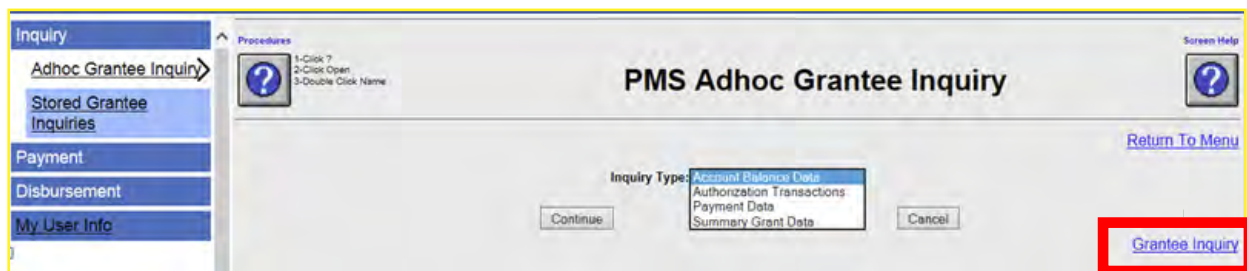 Inquiry
Adhoc Grantee Inquiry
Stored Grantee
Inquiries
Payment
Disbursement
My User Info
Procedures
1-Click ?
2-Click Open
3-Double Click Name
PMS Adhoc Grantee Inquiry
Screen Help
Return To Menu
Inquiry Type: Account Balance Data
Authorization Transactions
Payment Data
Summary Grant Data
Continue
Cancel
Grantee Inquiry